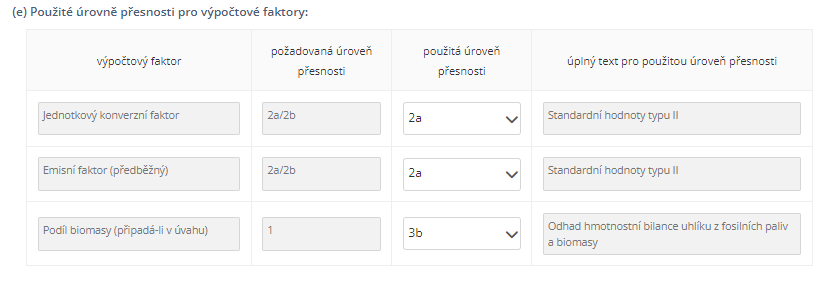 (e) Použité úrovně přesnosti pro výpočtové faktory:
výpočtový faktor
požadovaná úroveň
přesnosti
použitá úroveň
přesnosti
úplný text pro použitou úroveň přesnosti
Jednotkový konverzní faktor
2a/2b
2a
Standardní hodnoty typu II
Emisní faktor (předběžný)
2a/2b
2a
Standardní hodnoty typu II
Podíl biomasy (připadá-li v úvahu)
1
3b
Odhad hmotnostní bilance uhlíku z fosilních paliv
a biomasy